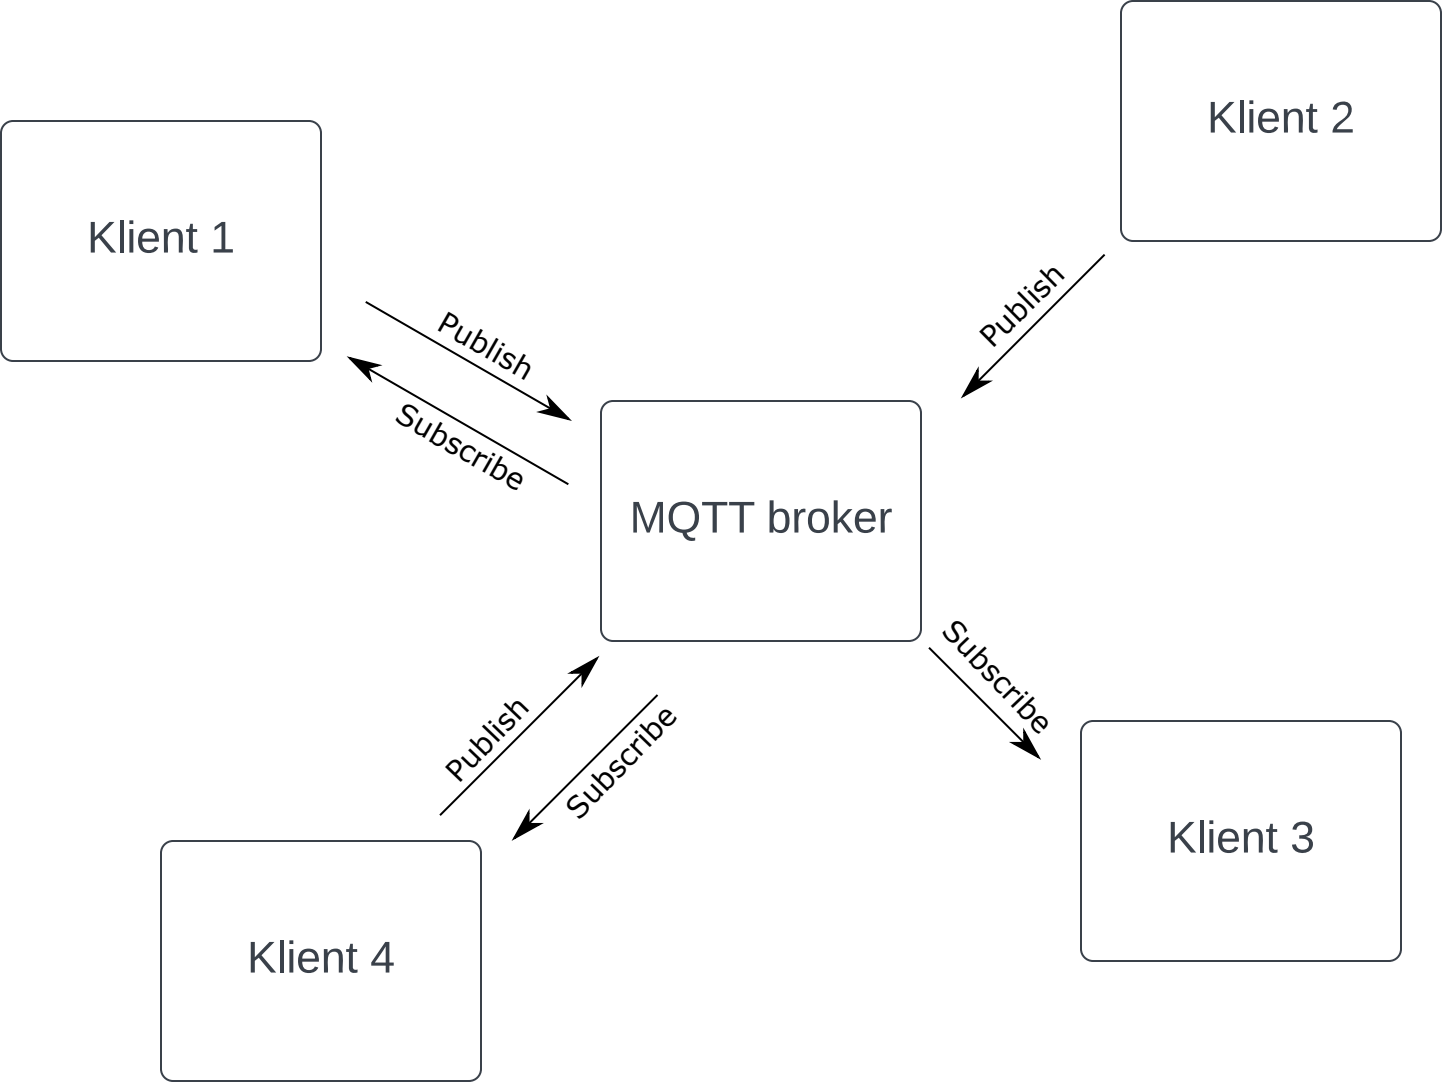 Klient 2
Klient 1
Publish
Publish
Subscribe
MQTT broker
Subscribe
Publish
Subscribe
Klient 3
Klient 4